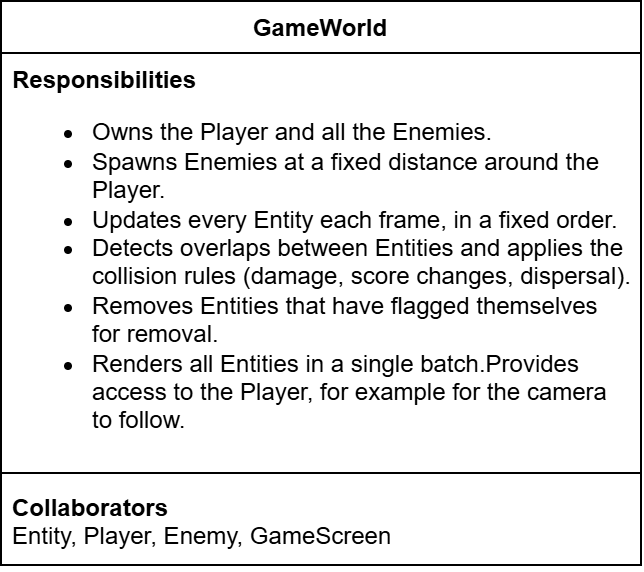 GameWorld
Responsibilities
• Owns the Player and all the Enemies.
• Spawns Enemies at a fixed distance around the
Player.
• Updates every Entity each frame, in a fixed order.
• Detects overlaps between Entities and applies the
collision rules (damage, score changes, dispersal).
• Removes Entities that have flagged themselves
for removal.
• Renders all Entities in a single batch.Provides
access to the Player, for example for the camera
to follow.
Collaborators
Entity, Player, Enemy, GameScreen